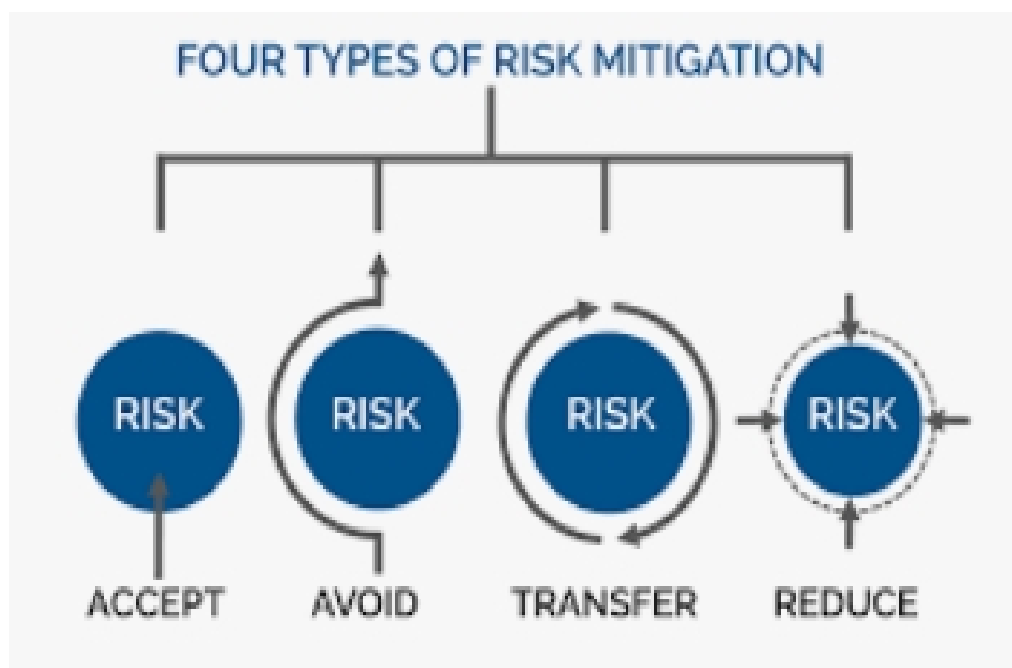 FOUR TYPES OF RISK MITIGATION
RISK RISK RISK RISK
ACCEPT AVOID TRANSFER REDUCE